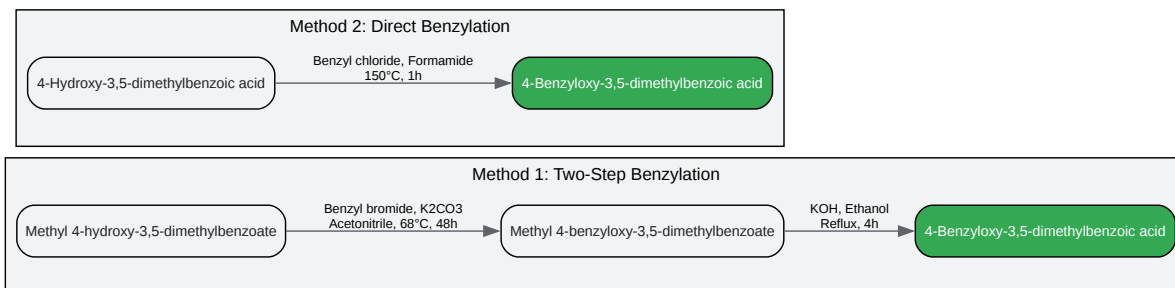 Method 2: Direct Benzylation
4-Hydroxy-3,5-dimethylbenzoic acid
Benzyl chloride, Formamide
150°C, 1h
4-Benzyloxy-3,5-dimethylbenzoic acid
Method 1: Two-Step Benzylation
Methyl 4-hydroxy-3,5-dimethylbenzoate
Benzyl bromide, K2CO3
Acetonitrile, 68°C, 48h
Methyl 4-benzyloxy-3,5-dimethylbenzoate
KOH, Ethanol
Reflux, 4h
4-Benzyloxy-3,5-dimethylbenzoic acid